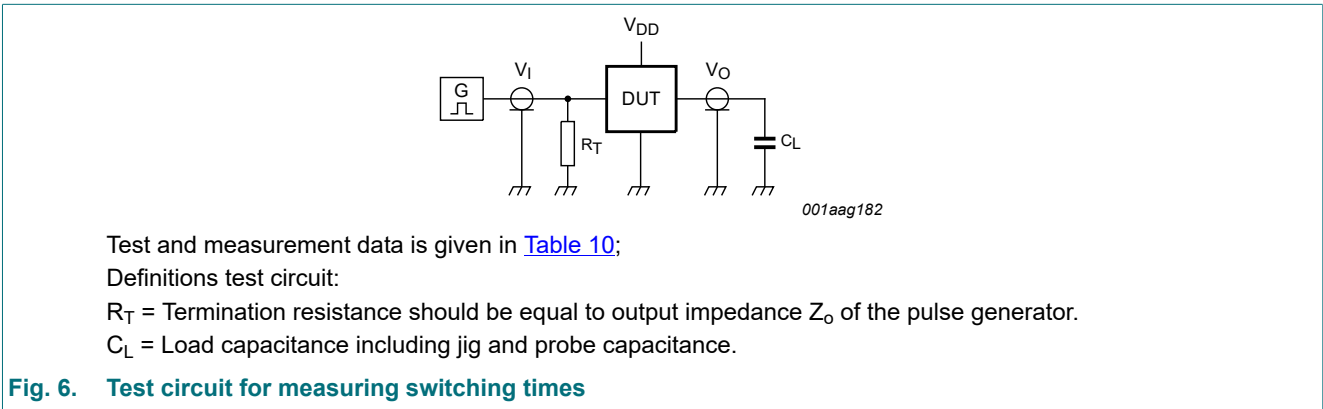 VDD
VI
VO
G
DUT
RT
CL
001aag182
Test and measurement data is given in Table 10;
Definitions test circuit:
RT = Termination resistance should be equal to output impedance Zo of the pulse generator.
CL = Load capacitance including jig and probe capacitance.
Fig. 6. Test circuit for measuring switching times